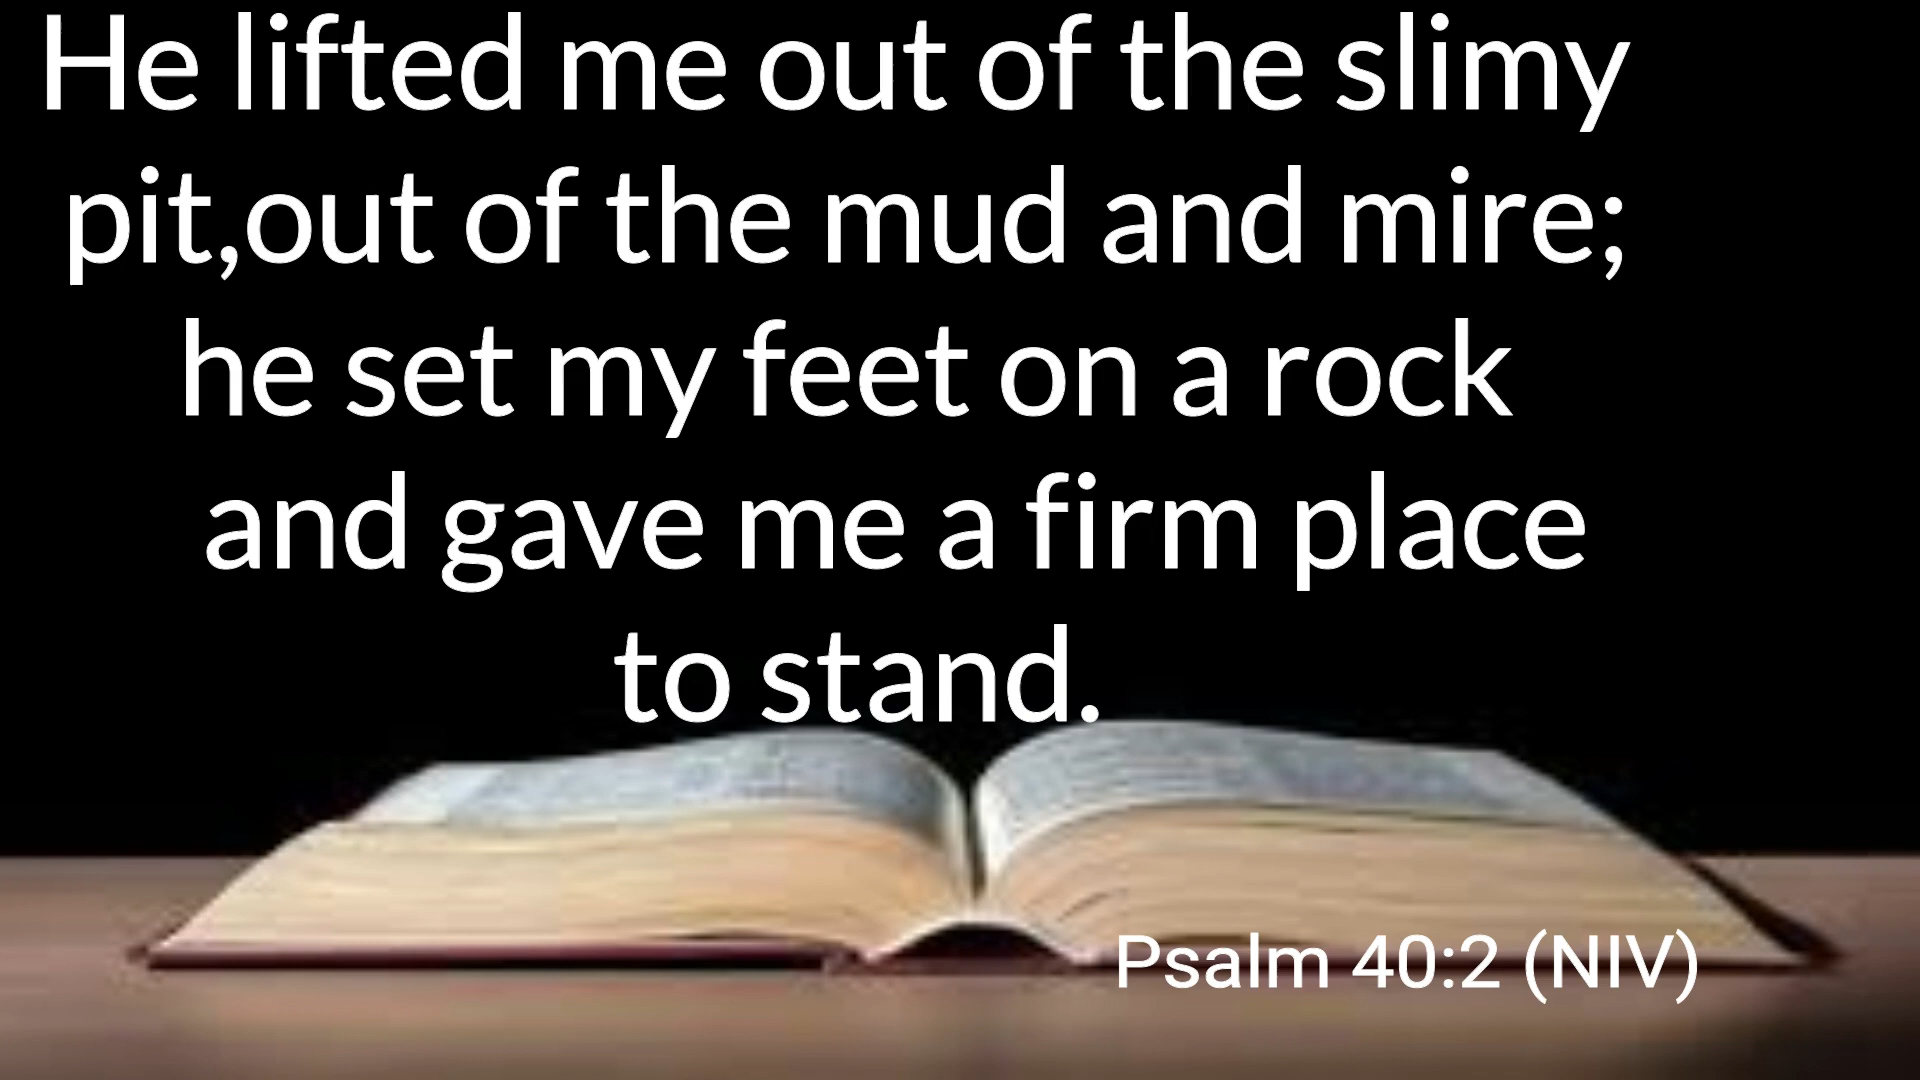 He lifted me out of the slimy
pit,out of the mud and mire;
he set my feet on a rock
and gave me a firm place
to stand.
Psalm 40:2 (NIV)